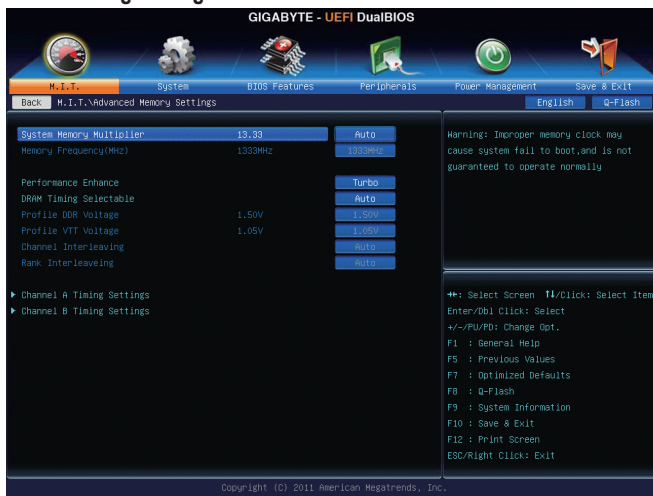 GIGABYTE - UEFI DualBIOS
M.I.T. System BIOS Features Peripherals Power Management Save & Exit
Back M.I.T.\Advanced Memory Settings English Q-Flash
System Memory Multiplier 13.33 Auto
Memory Frequency(MHz) 1333MHz 1333MHz
Performance Enhance Turbo
DRAM Timing Selectable Auto
Profile DDR Voltage 1.50V 1.50V
Profile VTT Voltage 1.05V 1.05V
Channel Interleaving Auto
Rank Interleaveing Auto
▶ Channel A Timing Settings
▶ Channel B Timing Settings
Warning: Improper memory clock may
cause system fail to boot,and is not
guaranteed to operate normally
→←: Select Screen ↑↓/Click: Select Item
Enter/Dbl Click: Select
+/-/PU/PD: Change Opt.
F1 : General Help
F5 : Previous Values
F7 : Optimized Defaults
F8 : Q-Flash
F9 : System Information
F10 : Save & Exit
F12 : Print Screen
ESC/Right Click: Exit
Copyright (C) 2011 American Megatrends, Inc.